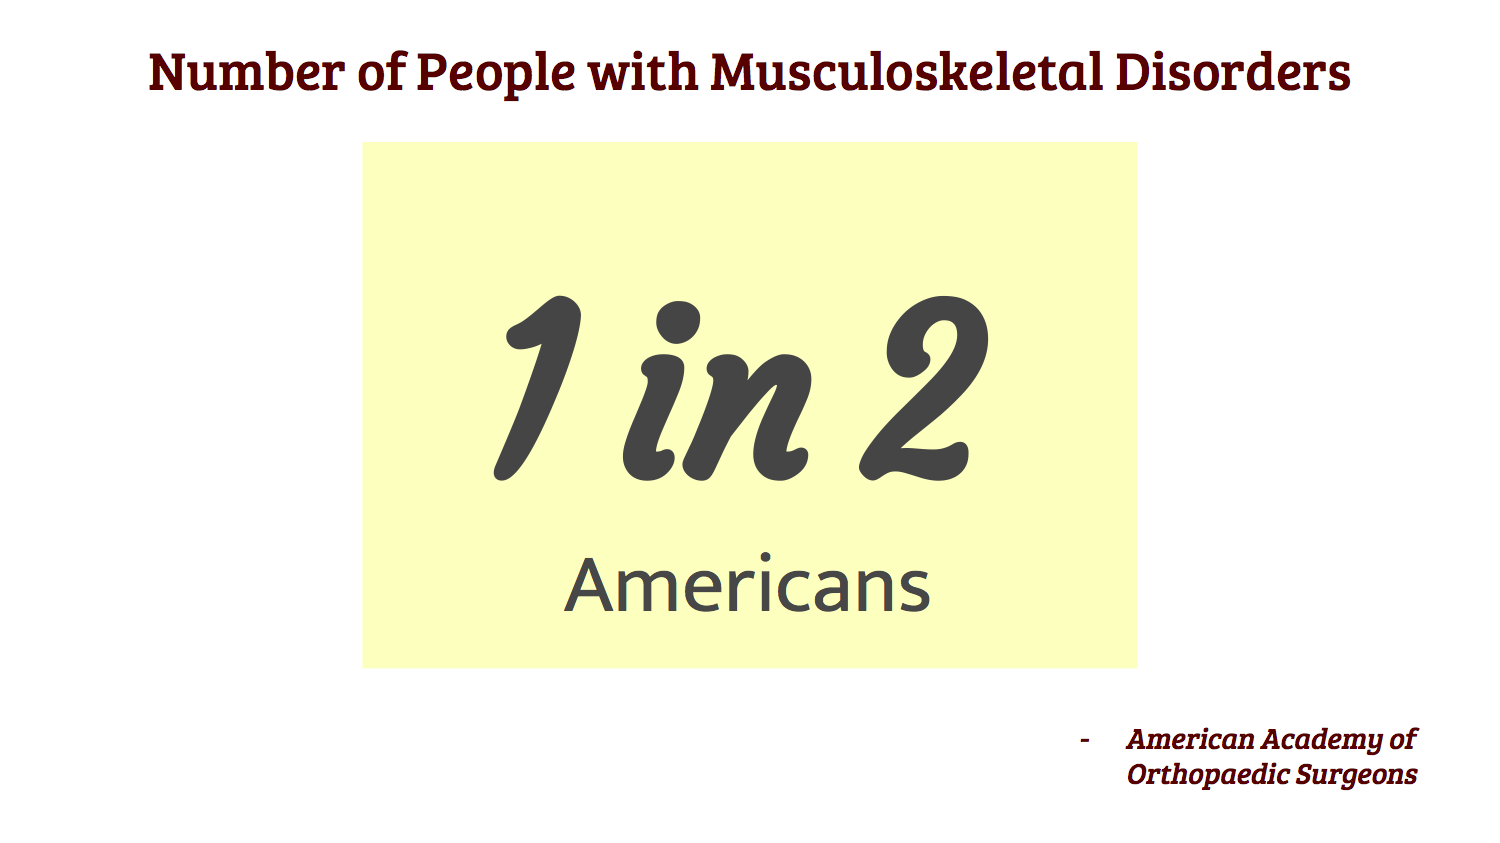 Number of People with Musculoskeletal Disorders
1 in 2
Americans
- American Academy of
Orthopaedic Surgeons